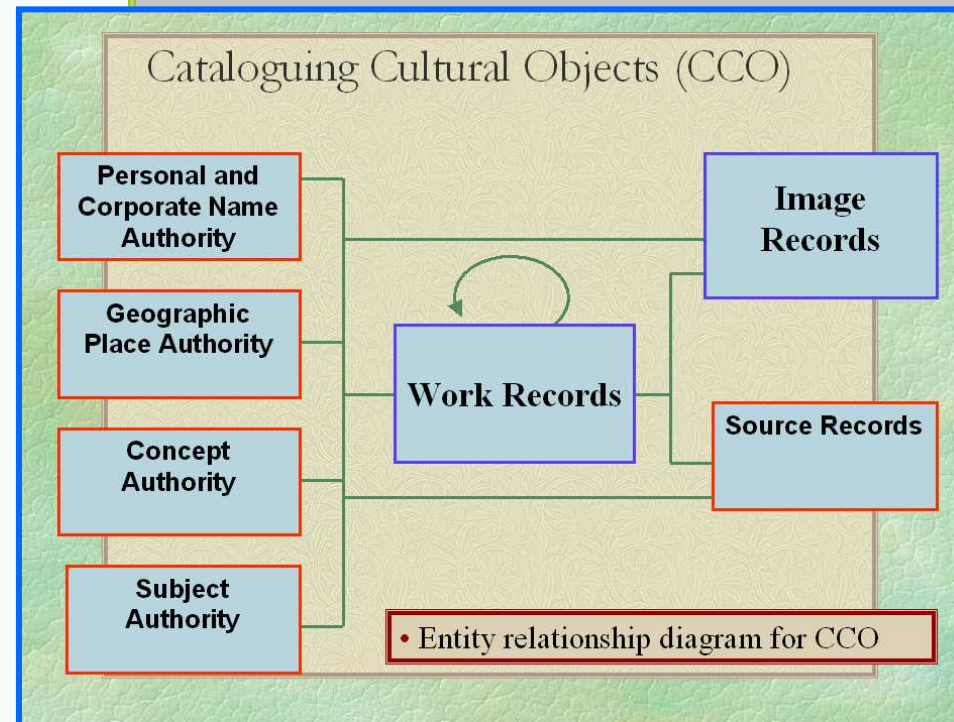 Cataloguing Cultural Objects (CCO)
Personal and
Corporate Name
Authority
Geographic
Place Authority
Concept
Authority
Subject
Authority
Work Records
Image
Records
Source Records
• Entity relationship diagram for CCO